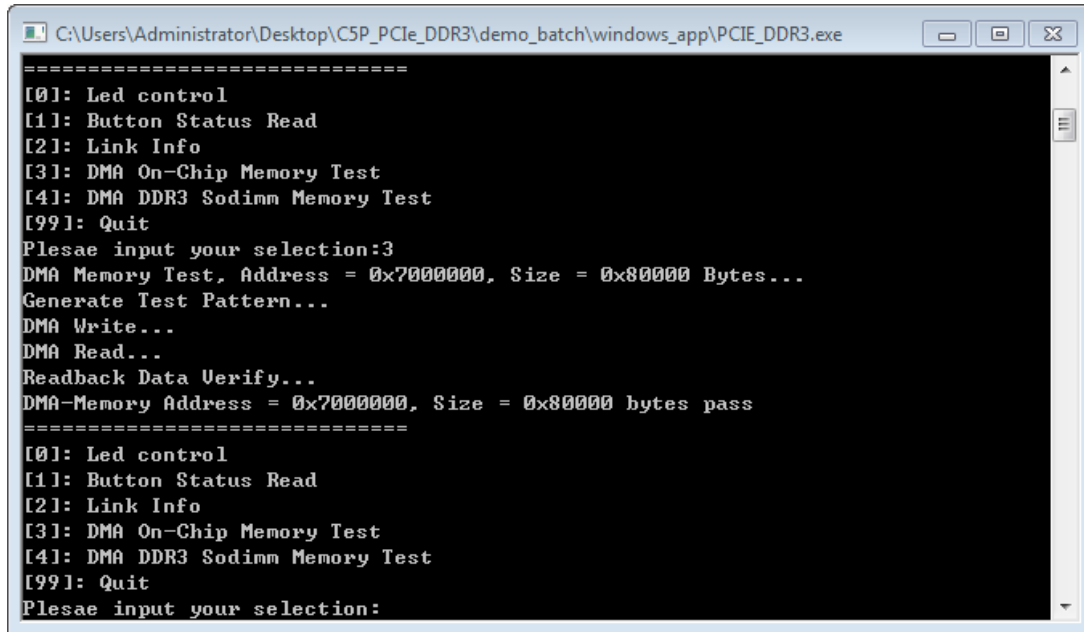 C:\Users\Administrator\Desktop\C5P_PCIe_DDR3\demo_batch\windows_app\PCIE_DDR3.exe
==============================
[0]: Led control
[1]: Button Status Read
[2]: Link Info
[3]: DMA On-Chip Memory Test
[4]: DMA DDR3 Sodimm Memory Test
[99]: Quit
Plesae input your selection:3
DMA Memory Test, Address = 0x7000000, Size = 0x80000 Bytes...
Generate Test Pattern...
DMA Write...
DMA Read...
Readback Data Verify...
DMA-Memory Address = 0x7000000, Size = 0x80000 bytes pass
==============================
[0]: Led control
[1]: Button Status Read
[2]: Link Info
[3]: DMA On-Chip Memory Test
[4]: DMA DDR3 Sodimm Memory Test
[99]: Quit
Plesae input your selection: